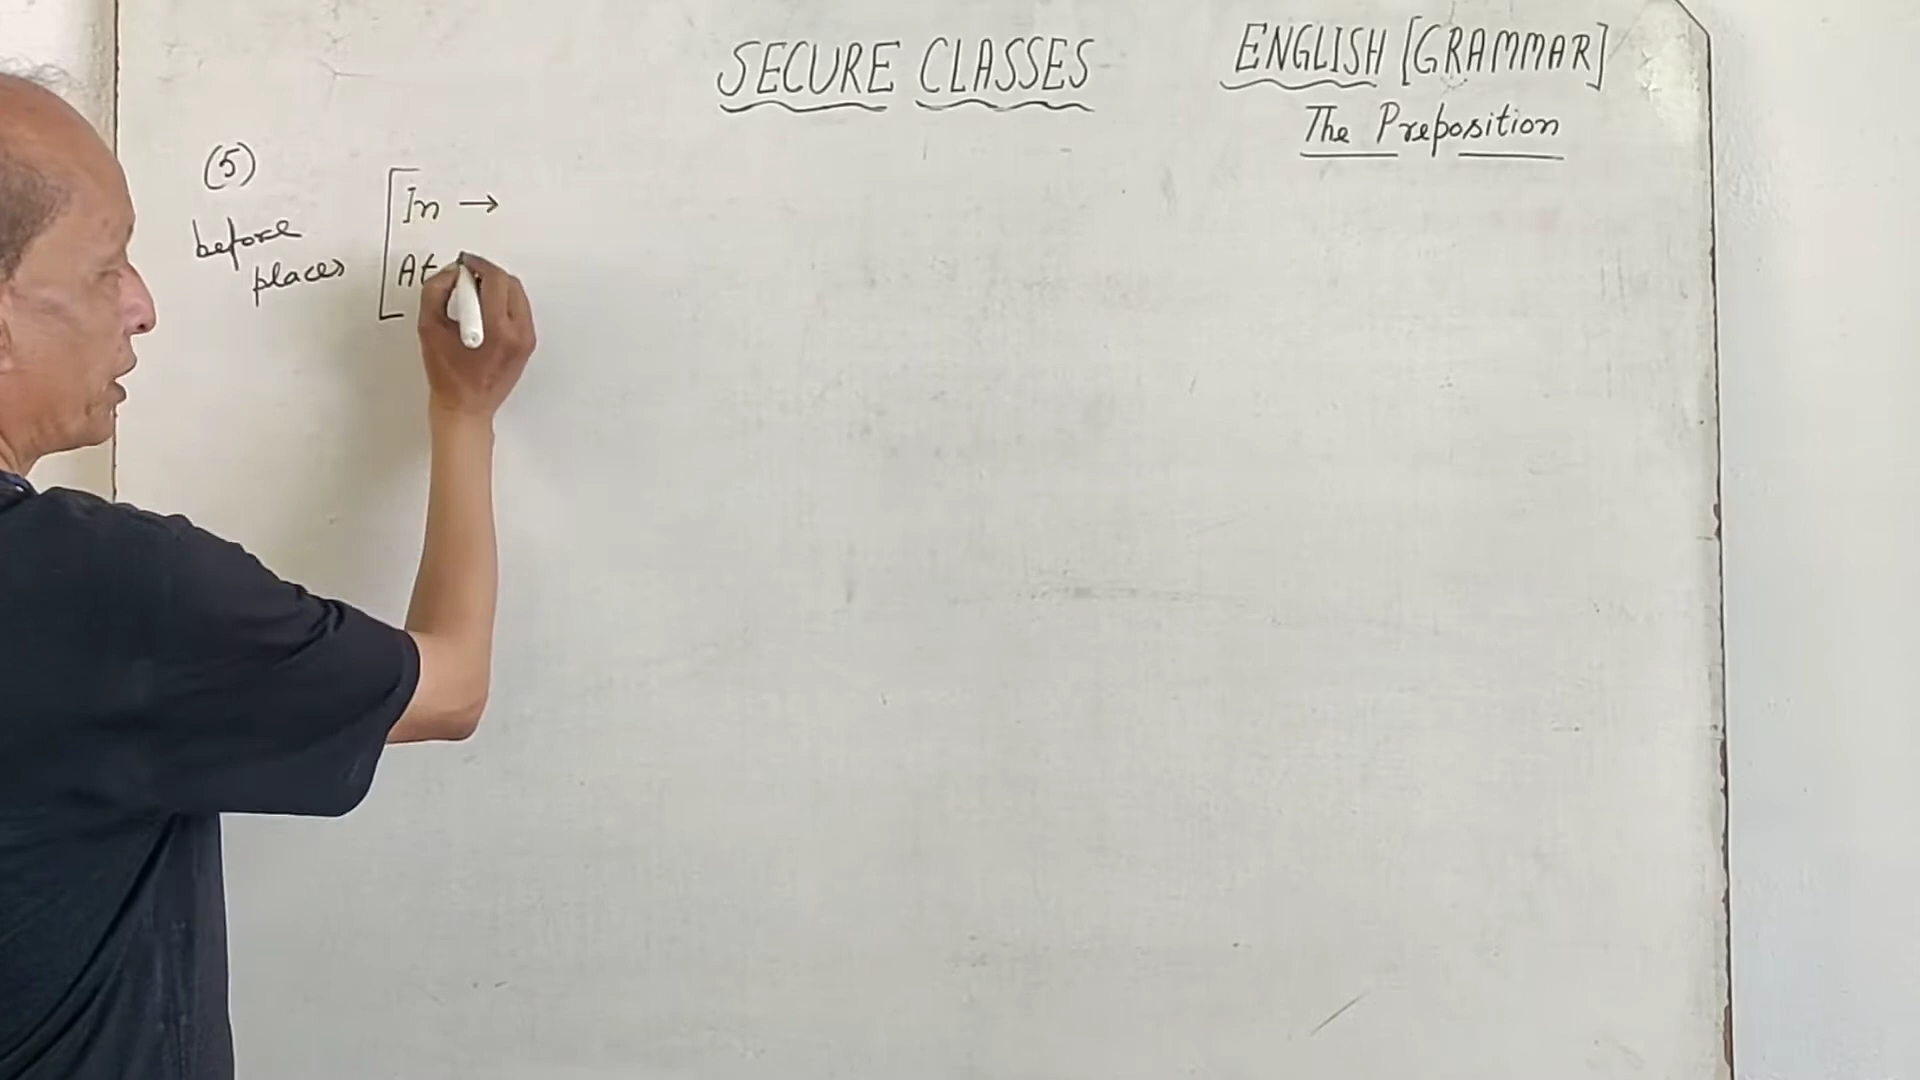 SECURE CLASSES
ENGLISH [GRAMMAR]
The Preposition
(5)
before
places
[In →
At